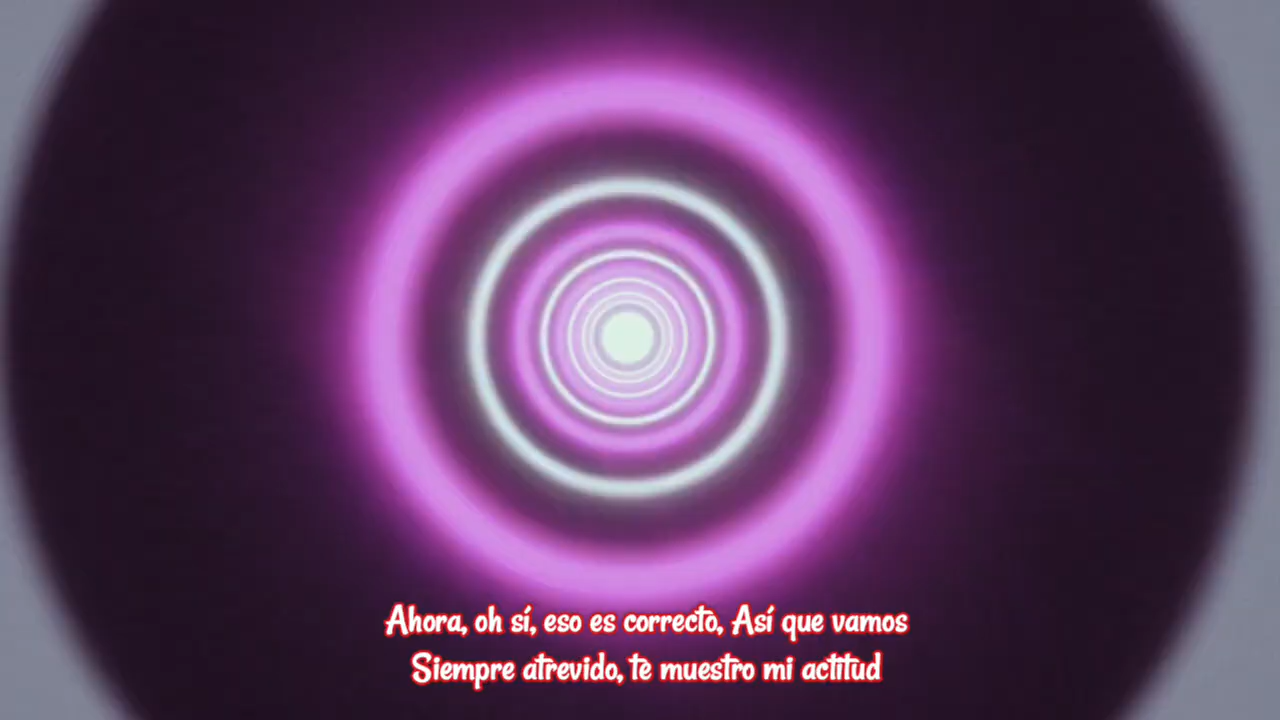 Ahora, oh sí, eso es correcto, Así que vamos
Siempre atrevido, te muestro mi actitud